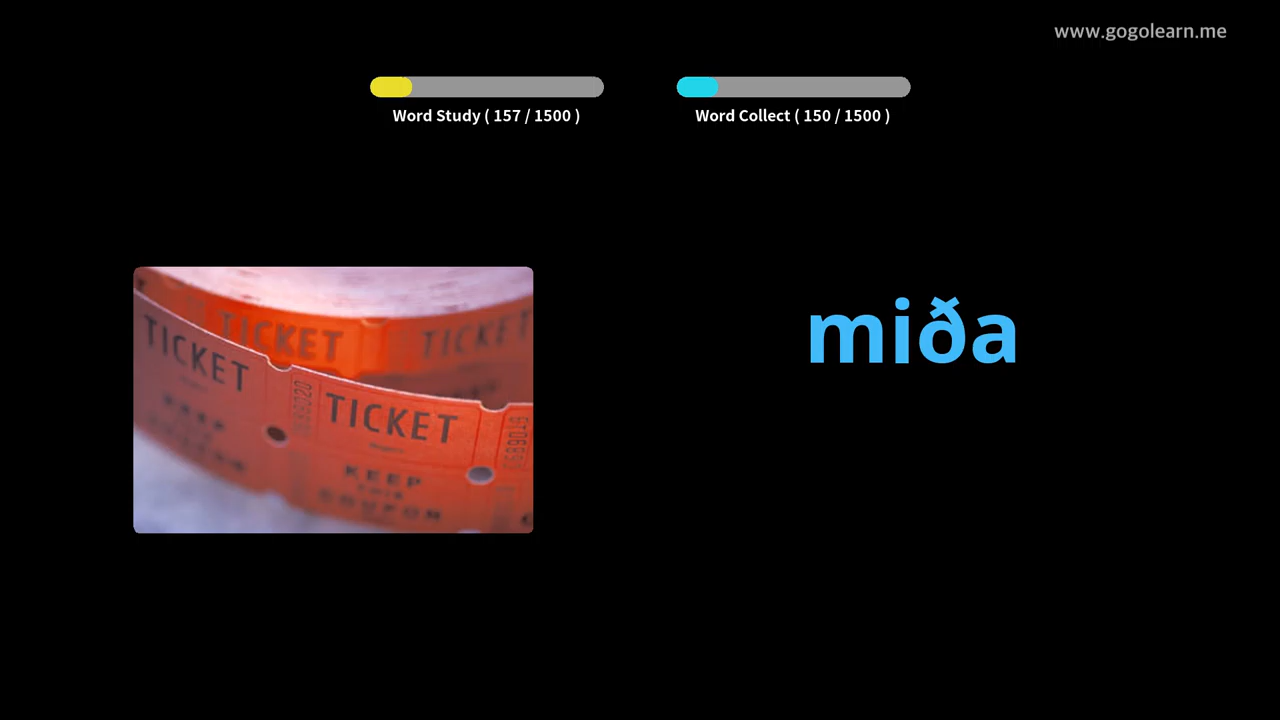 www.gogolearn.me
Word Study ( 157 / 1500 )
Word Collect ( 150 / 1500 )
miða
TICKET
TICKET
TICKET
TICKET
KEEP